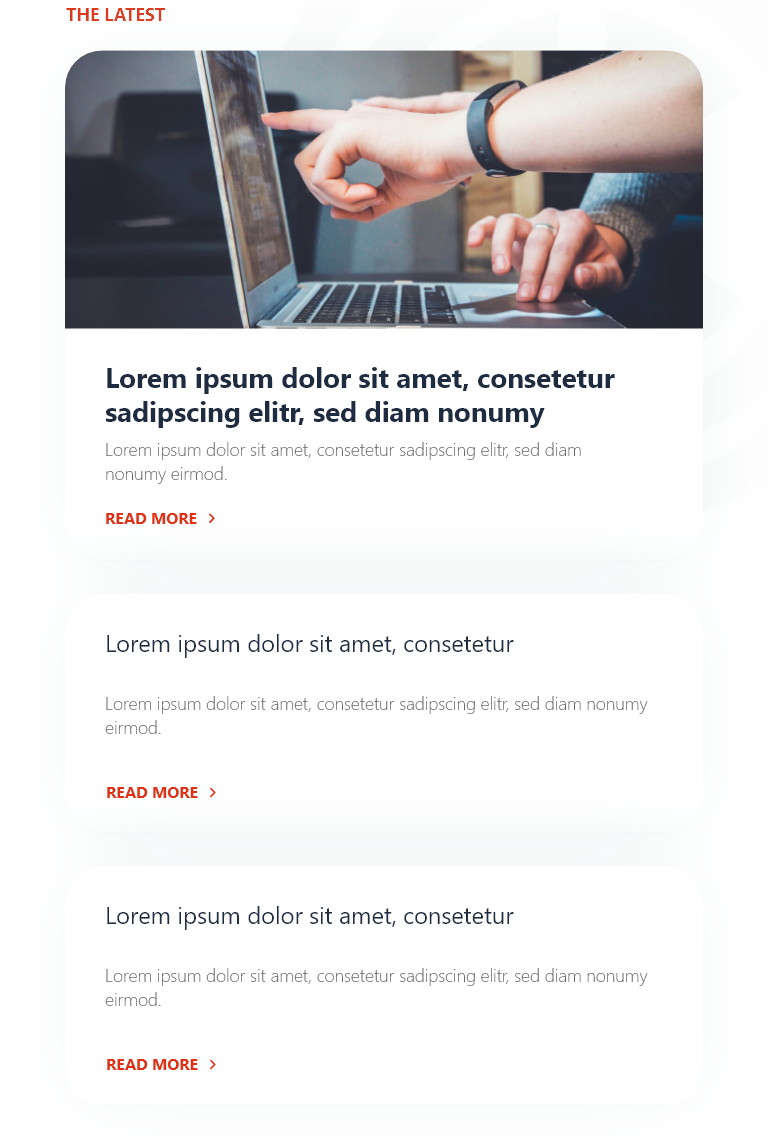 THE LATEST
Lorem ipsum dolor sit amet, consetetur
sadipscing elitr, sed diam nonumy
Lorem ipsum dolor sit amet, consetetur sadipscing elitr, sed diam
nonumy eirmod.
READ MORE
Lorem ipsum dolor sit amet, consetetur
Lorem ipsum dolor sit amet, consetetur sadipscing elitr, sed diam nonumy
eirmod.
READ MORE
Lorem ipsum dolor sit amet, consetetur
Lorem ipsum dolor sit amet, consetetur sadipscing elitr, sed diam nonumy
eirmod.
READ MORE